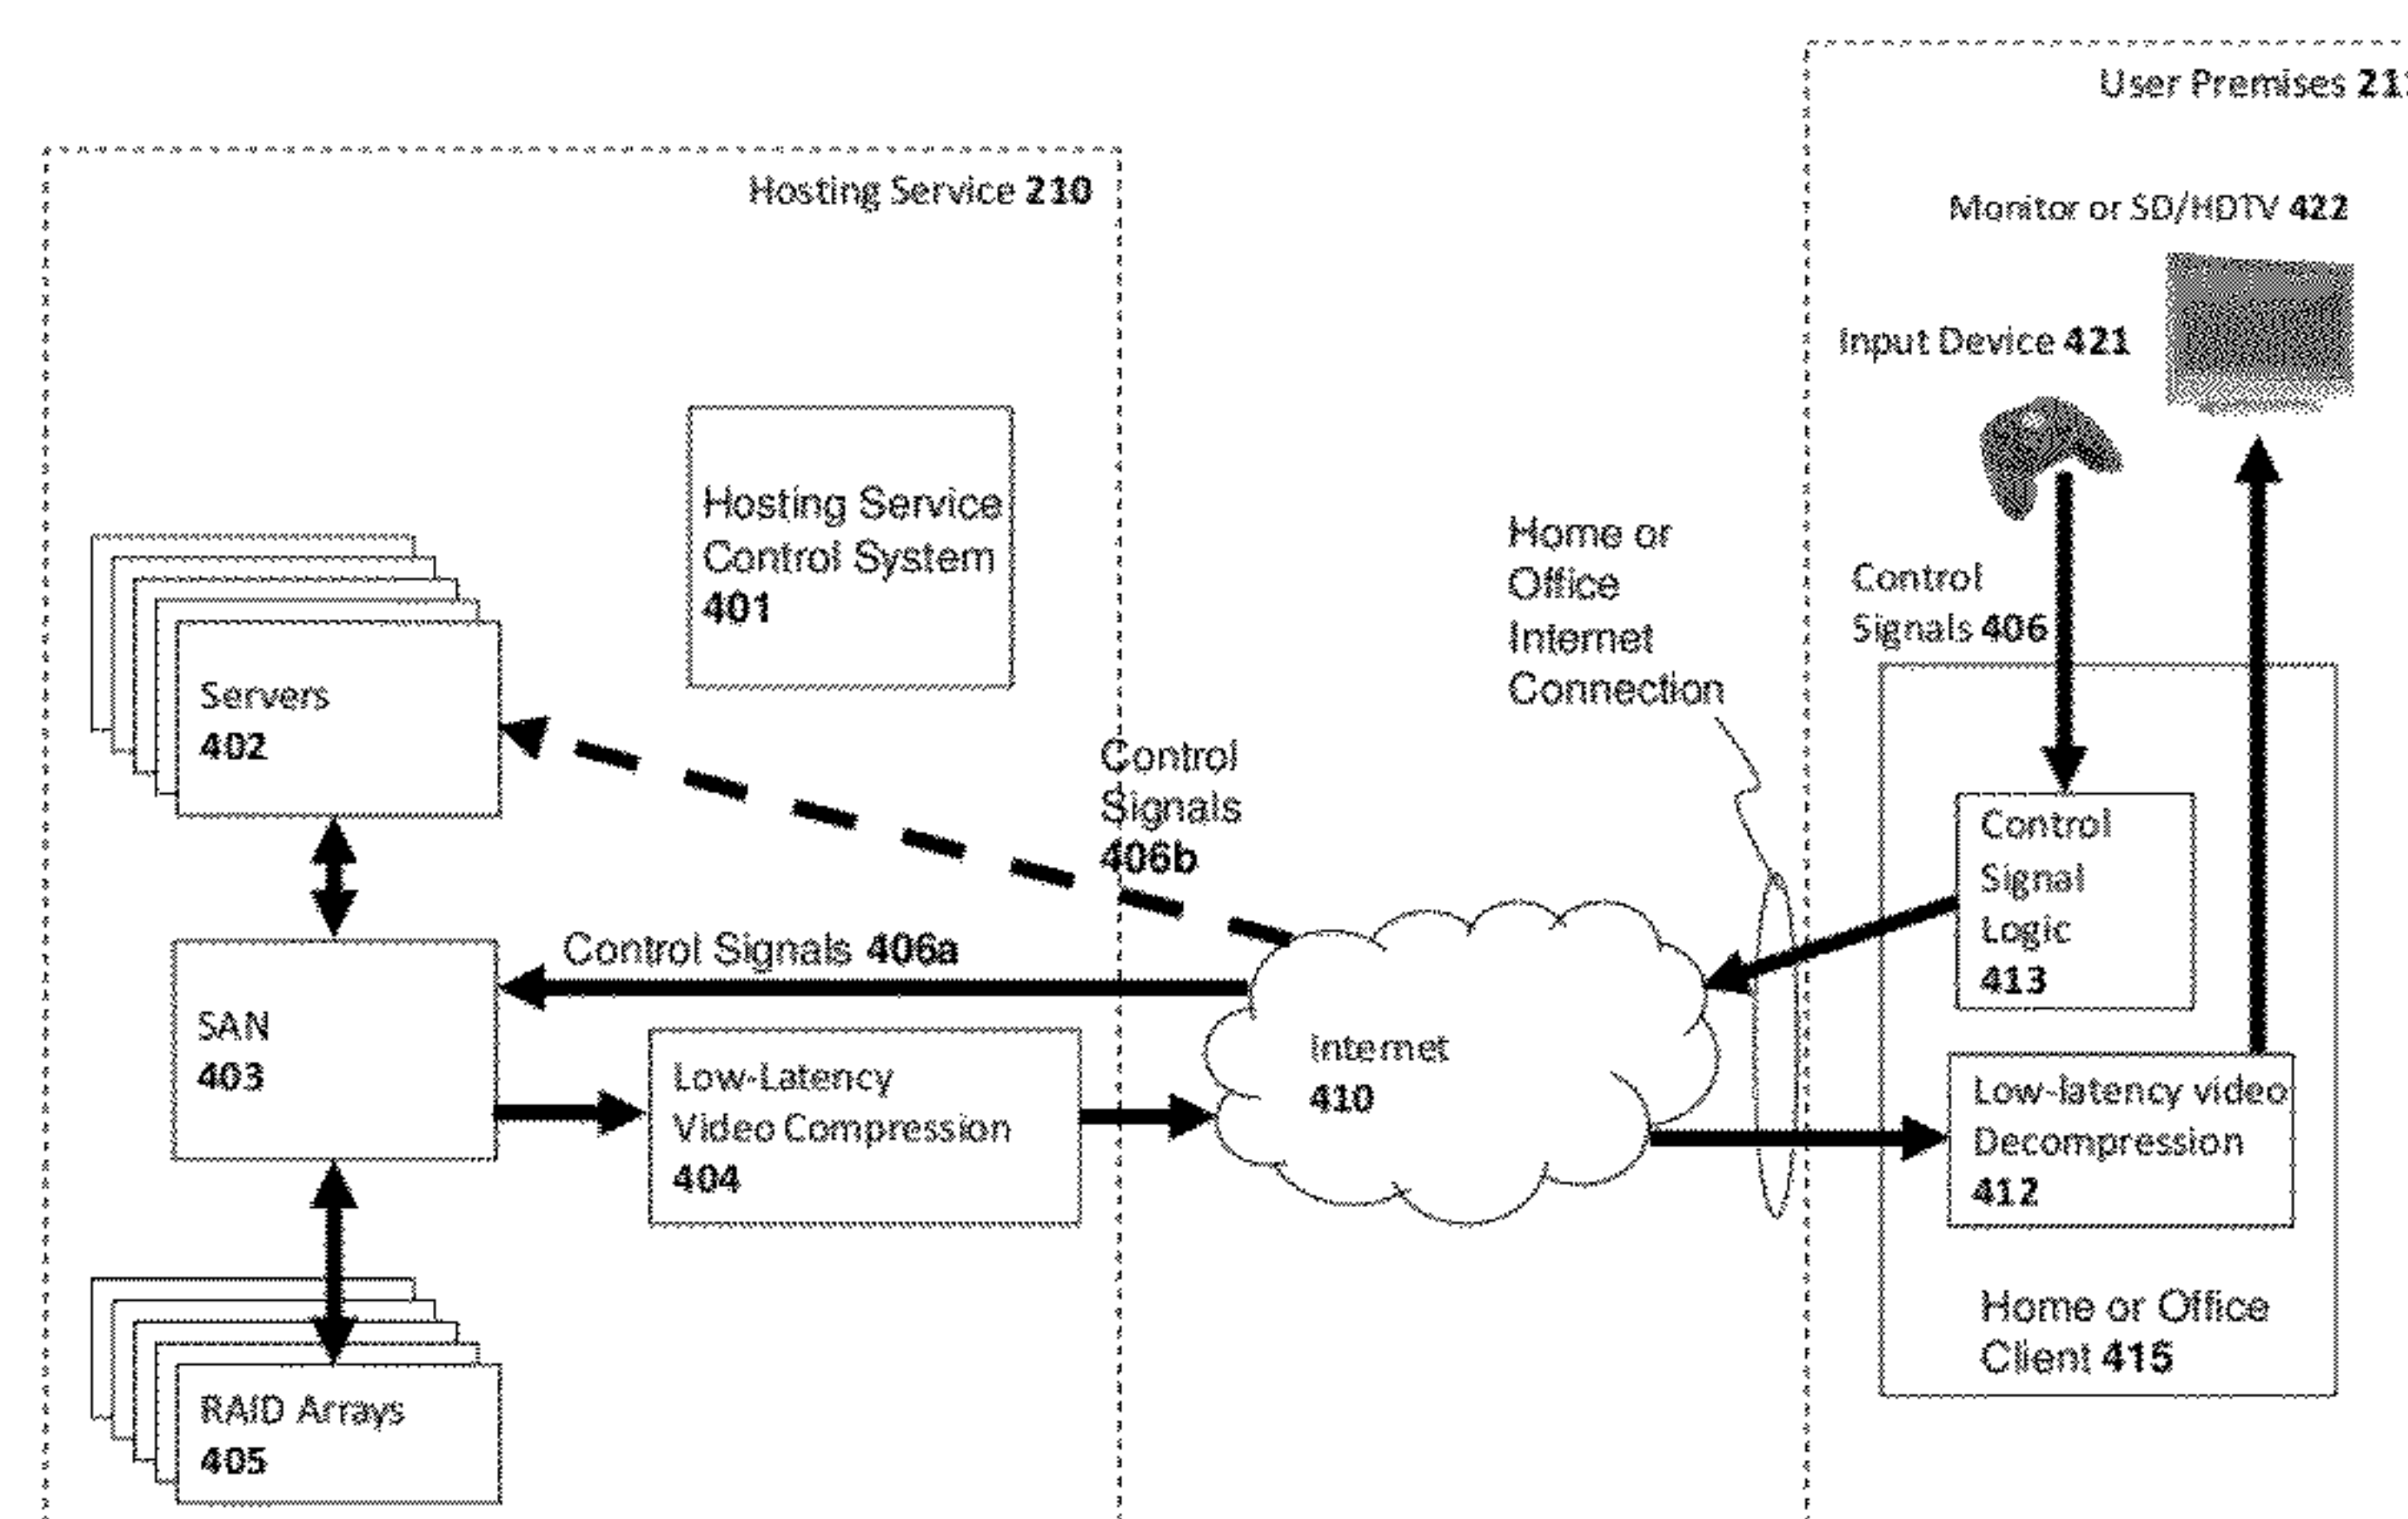 User Premises 211
Hosting Service 210
Monitor or SD/HDTV 422
Input Device 421
Hosting Service
Control System
401
Home or
Office
Internet
Connection
Control
Signals 406
Servers
402
Control
Signals
406b
Control
Signal
Logic
413
Control Signals 406a
SAN
403
Low-Latency
Video Compression
404
Internet
410
Low-latency video
Decompression
412
Home or Office
Client 415
RAID Arrays
405